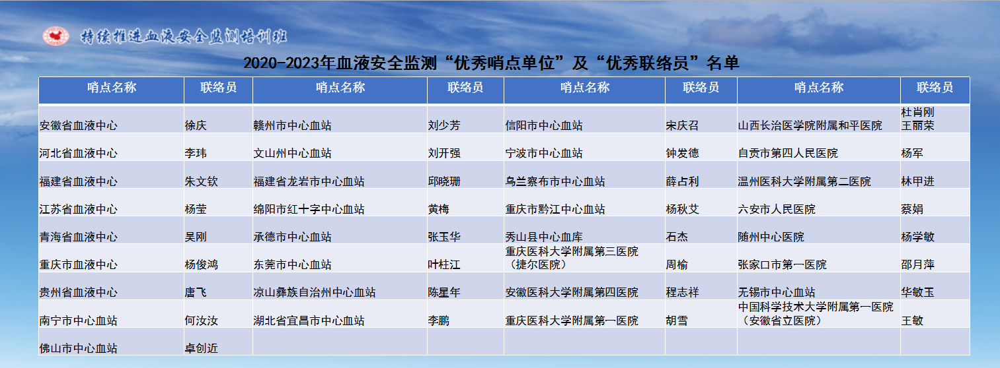 持续推进血液安全监测培训班
2020-2023年血液安全监测“优秀哨点单位”及“优秀联络员”名单
哨点名称 联络员 哨点名称 联络员 哨点名称 联络员 哨点名称 联络员
安徽省血液中心 徐庆 赣州市中心血站 刘少芳 信阳市中心血站 宋庆召 山西长治医学院附属和平医院 杜肖刚
王丽荣
河北省血液中心 李玮 文山州中心血站 刘开强 宁波市中心血站 钟发德 自贡市第四人民医院 杨军
福建省血液中心 朱文钦 福建省龙岩市中心血站 邱晓珊 乌兰察布市中心血站 薛占利 温州医科大学附属第二医院 林甲进
江苏省血液中心 杨莹 绵阳市红十字中心血站 黄梅 重庆市黔江中心血站 杨秋艾 六安市人民医院 蔡娟
青海省血液中心 吴刚 承德市中心血站 张玉华 秀山县中心血库 石杰 随州中心医院 杨学敏
重庆市血液中心 杨俊鸿 东莞市中心血站 叶柱江 重庆医科大学附属第三医院
（捷尔医院） 周榆 张家口市第一医院 邵月萍
贵州省血液中心 唐飞 凉山彝族自治州中心血站 陈星年 安徽医科大学附属第四医院 程志祥 无锡市中心血站 华敏玉
南宁市中心血站 何汝汝 湖北省宜昌市中心血站 李鹏 重庆医科大学附属第一医院 胡雪 中国科学技术大学附属第一医院
（安徽省立医院） 王敏
佛山市中心血站 卓创近